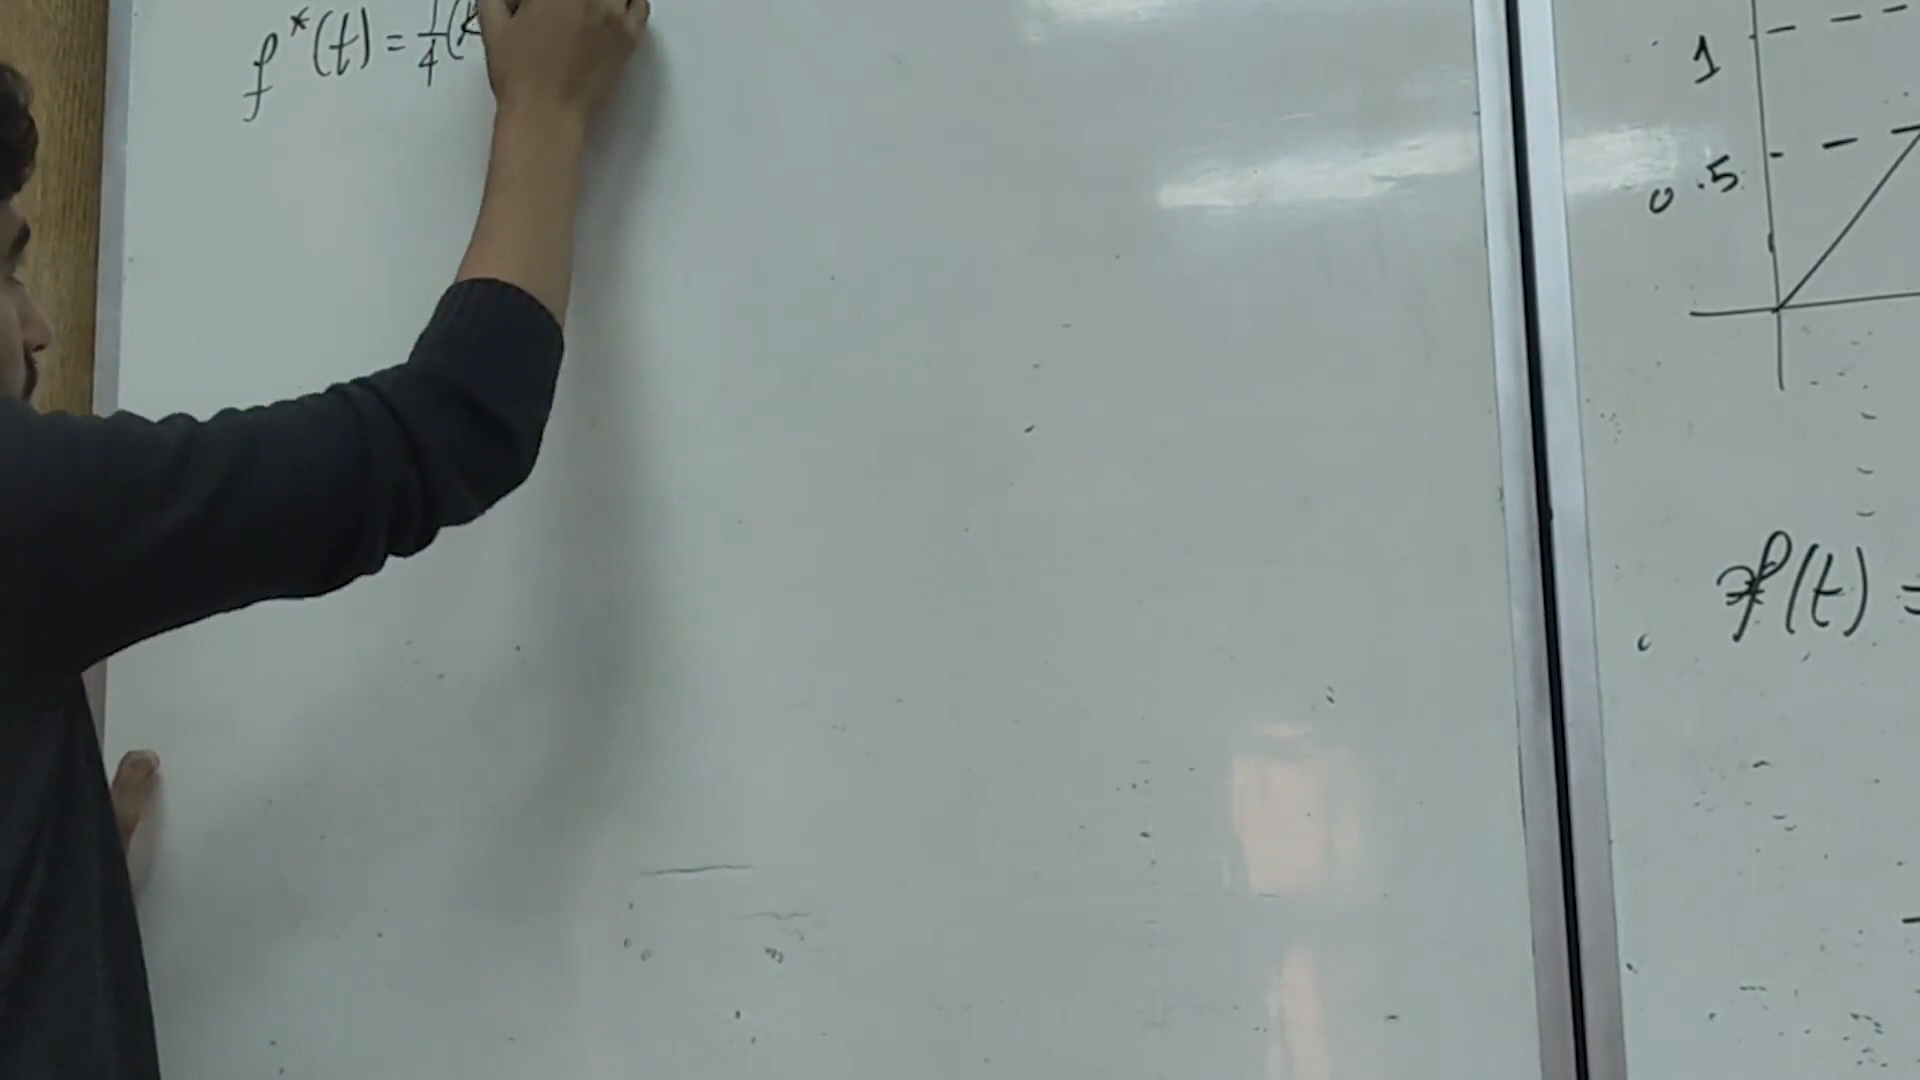 f*(t) = 1/4(
1
0.5
f(t) =